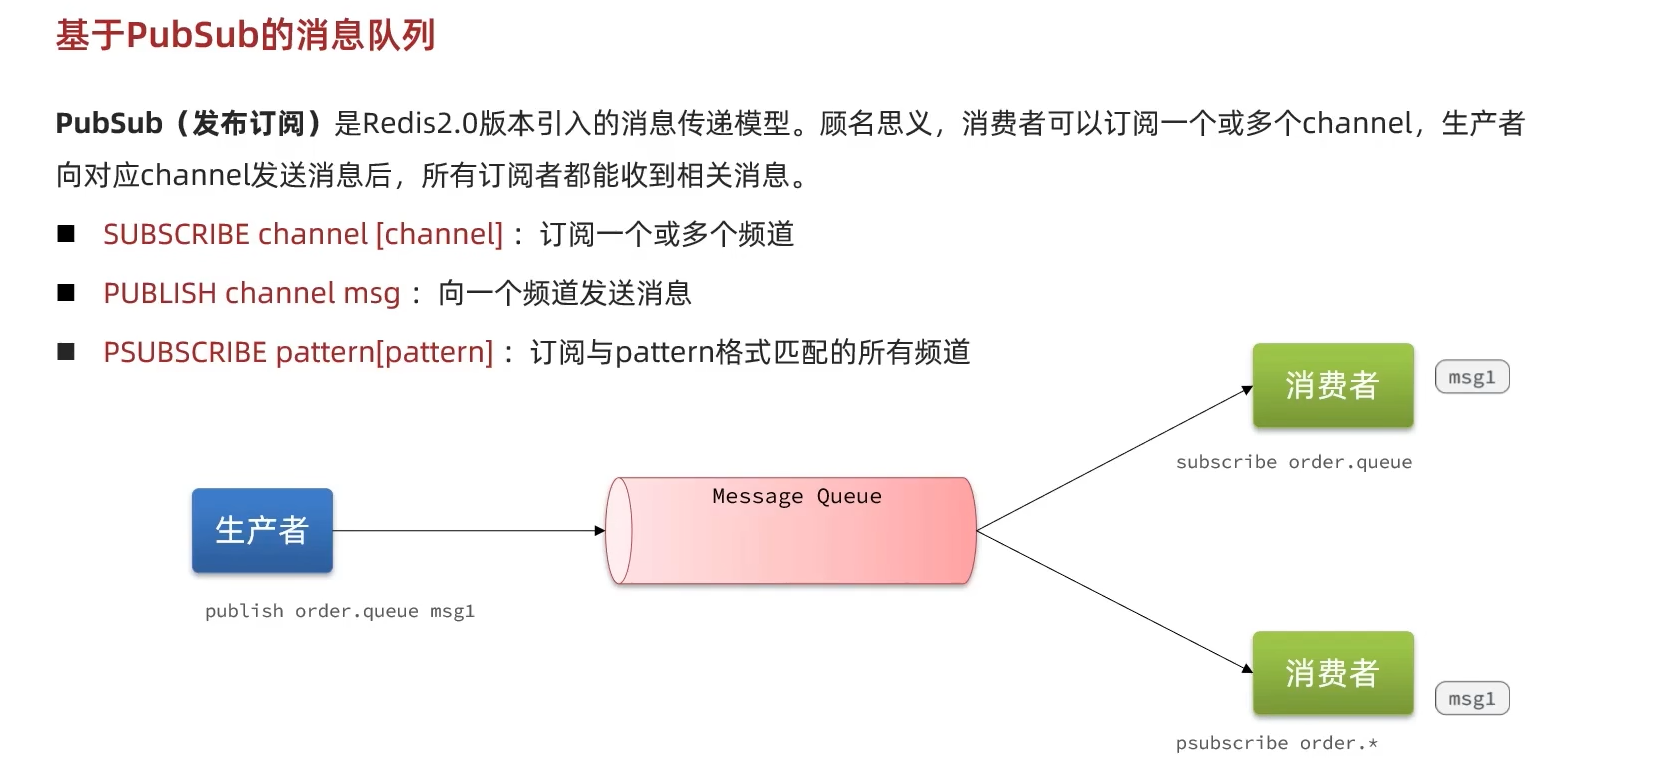 基于PubSub的消息队列
PubSub（发布订阅）是Redis2.0版本引入的消息传递模型。顾名思义，消费者可以订阅一个或多个channel，生产者
向对应channel发送消息后，所有订阅者都能收到相关消息。
SUBSCRIBE channel [channel] ：订阅一个或多个频道
PUBLISH channel msg ：向一个频道发送消息
PSUBSCRIBE pattern[pattern] ：订阅与pattern格式匹配的所有频道
消费者
msg1
subscribe order.queue
Message Queue
生产者
publish order.queue msg1
消费者
msg1
psubscribe order.*